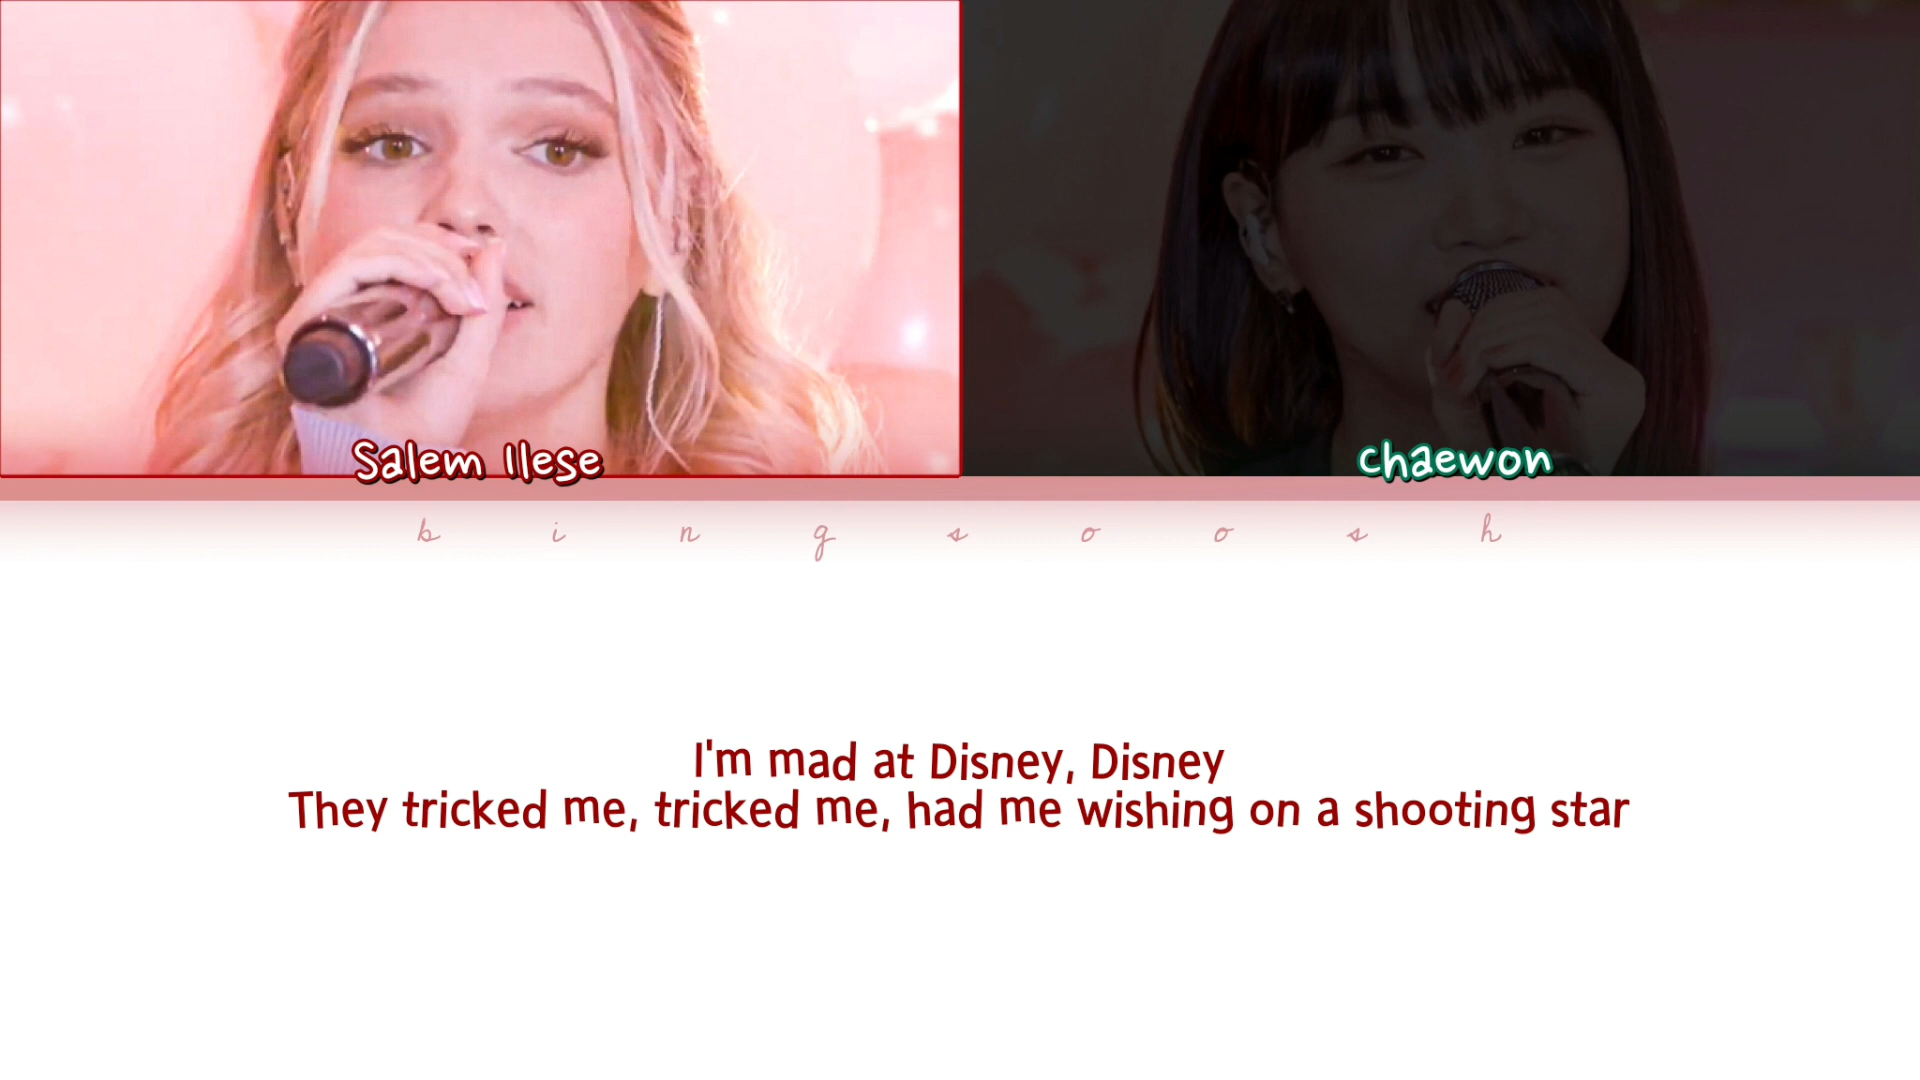 Salem Ilese
chaewon
b i n g s o o s h
I'm mad at Disney, Disney
They tricked me, tricked me, had me wishing on a shooting star